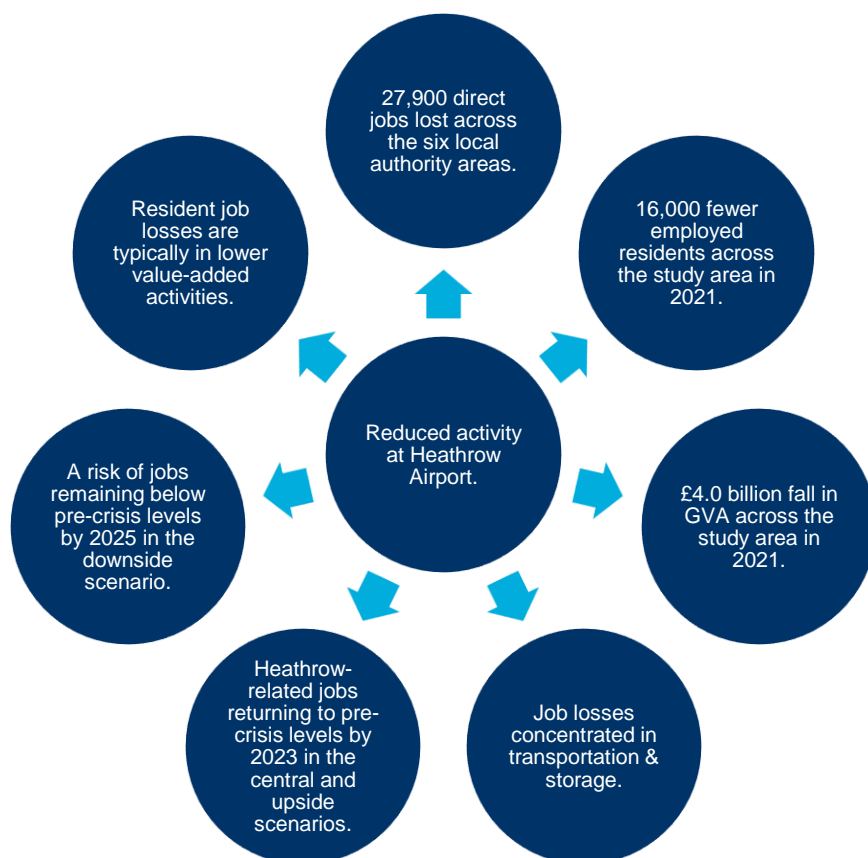 27,900 direct
jobs lost across
the six local
authority areas.
Resident job
losses are
typically in lower
value-added
activities.
16,000 fewer
employed
residents across
the study area in
2021.
Reduced activity
at Heathrow
Airport.
A risk of jobs
remaining below
pre-crisis levels
by 2025 in the
downside
scenario.
£4.0 billion fall in
GVA across the
study area in
2021.
Heathrow-
related jobs
returning to pre-
crisis levels by
2023 in the
central and
upside
scenarios.
Job losses
concentrated in
transportation &
storage.